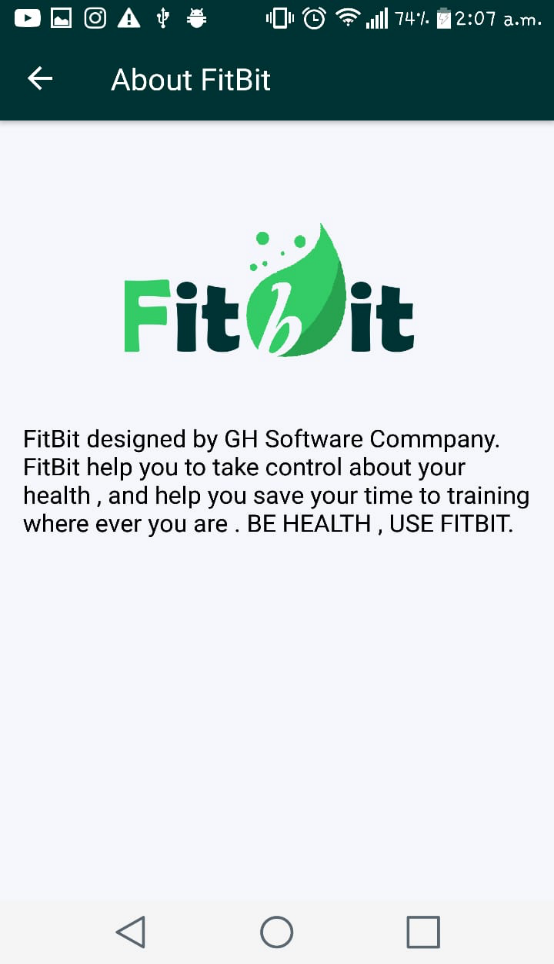 74% 2:07 a.m.
About FitBit
Fitbit
FitBit designed by GH Software Commpany.
FitBit help you to take control about your
health , and help you save your time to training
where ever you are . BE HEALTH , USE FITBIT.